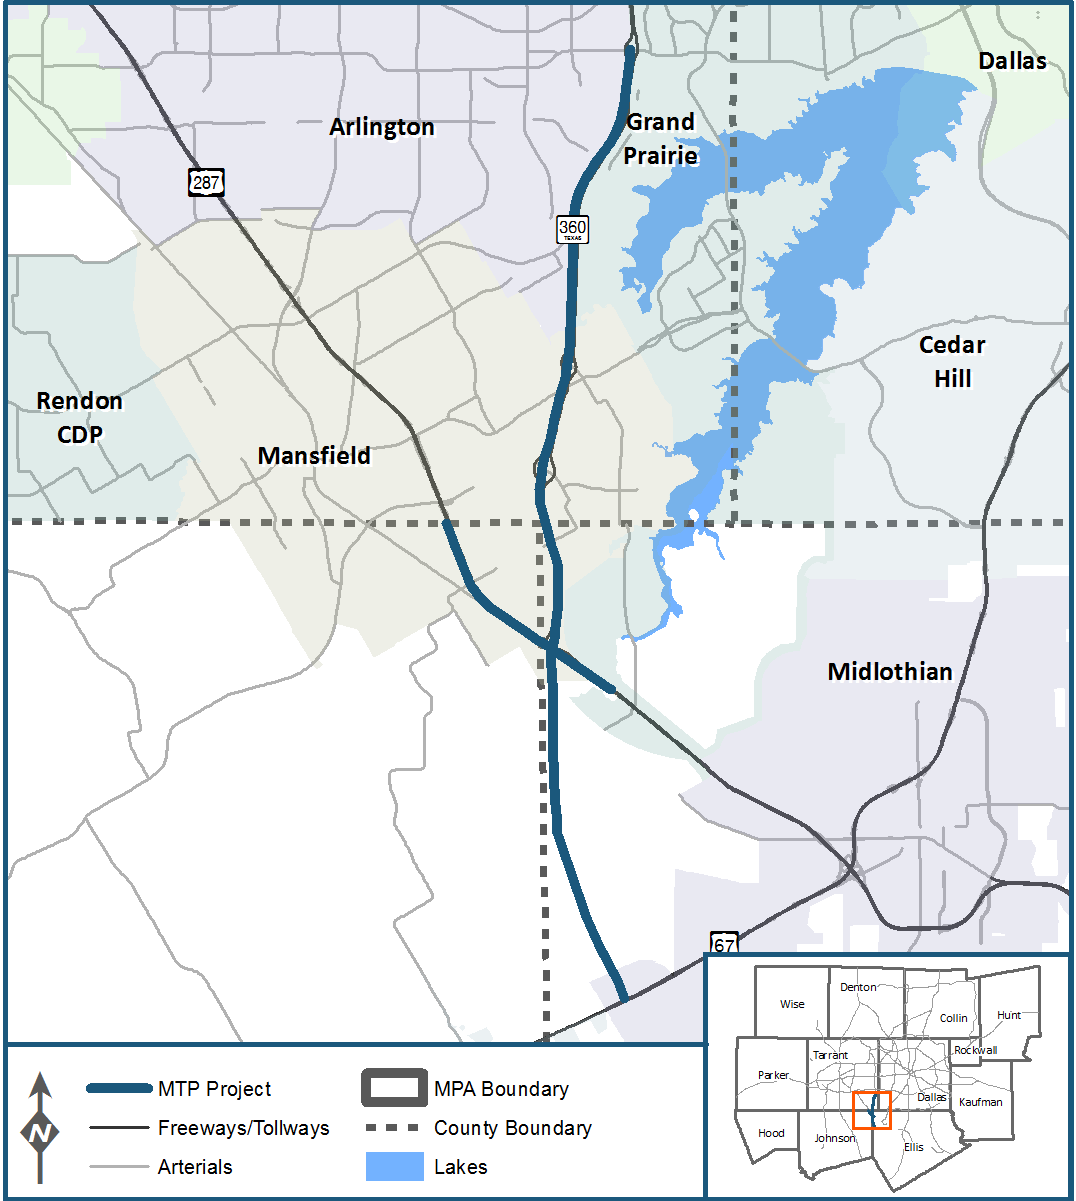 Dallas
Arlington
Grand
Prairie
287
360
TEXAS
Cedar
Hill
Rendon
CDP
Mansfield
Midlothian
67
N
MTP Project
Freeways/Tollways
Arterials
MPA Boundary
County Boundary
Lakes
Wise
Denton
Collin
Hunt
Parker
Tarrant
Rockwall
Dallas
Kaufman
Hood
Johnson
Ellis